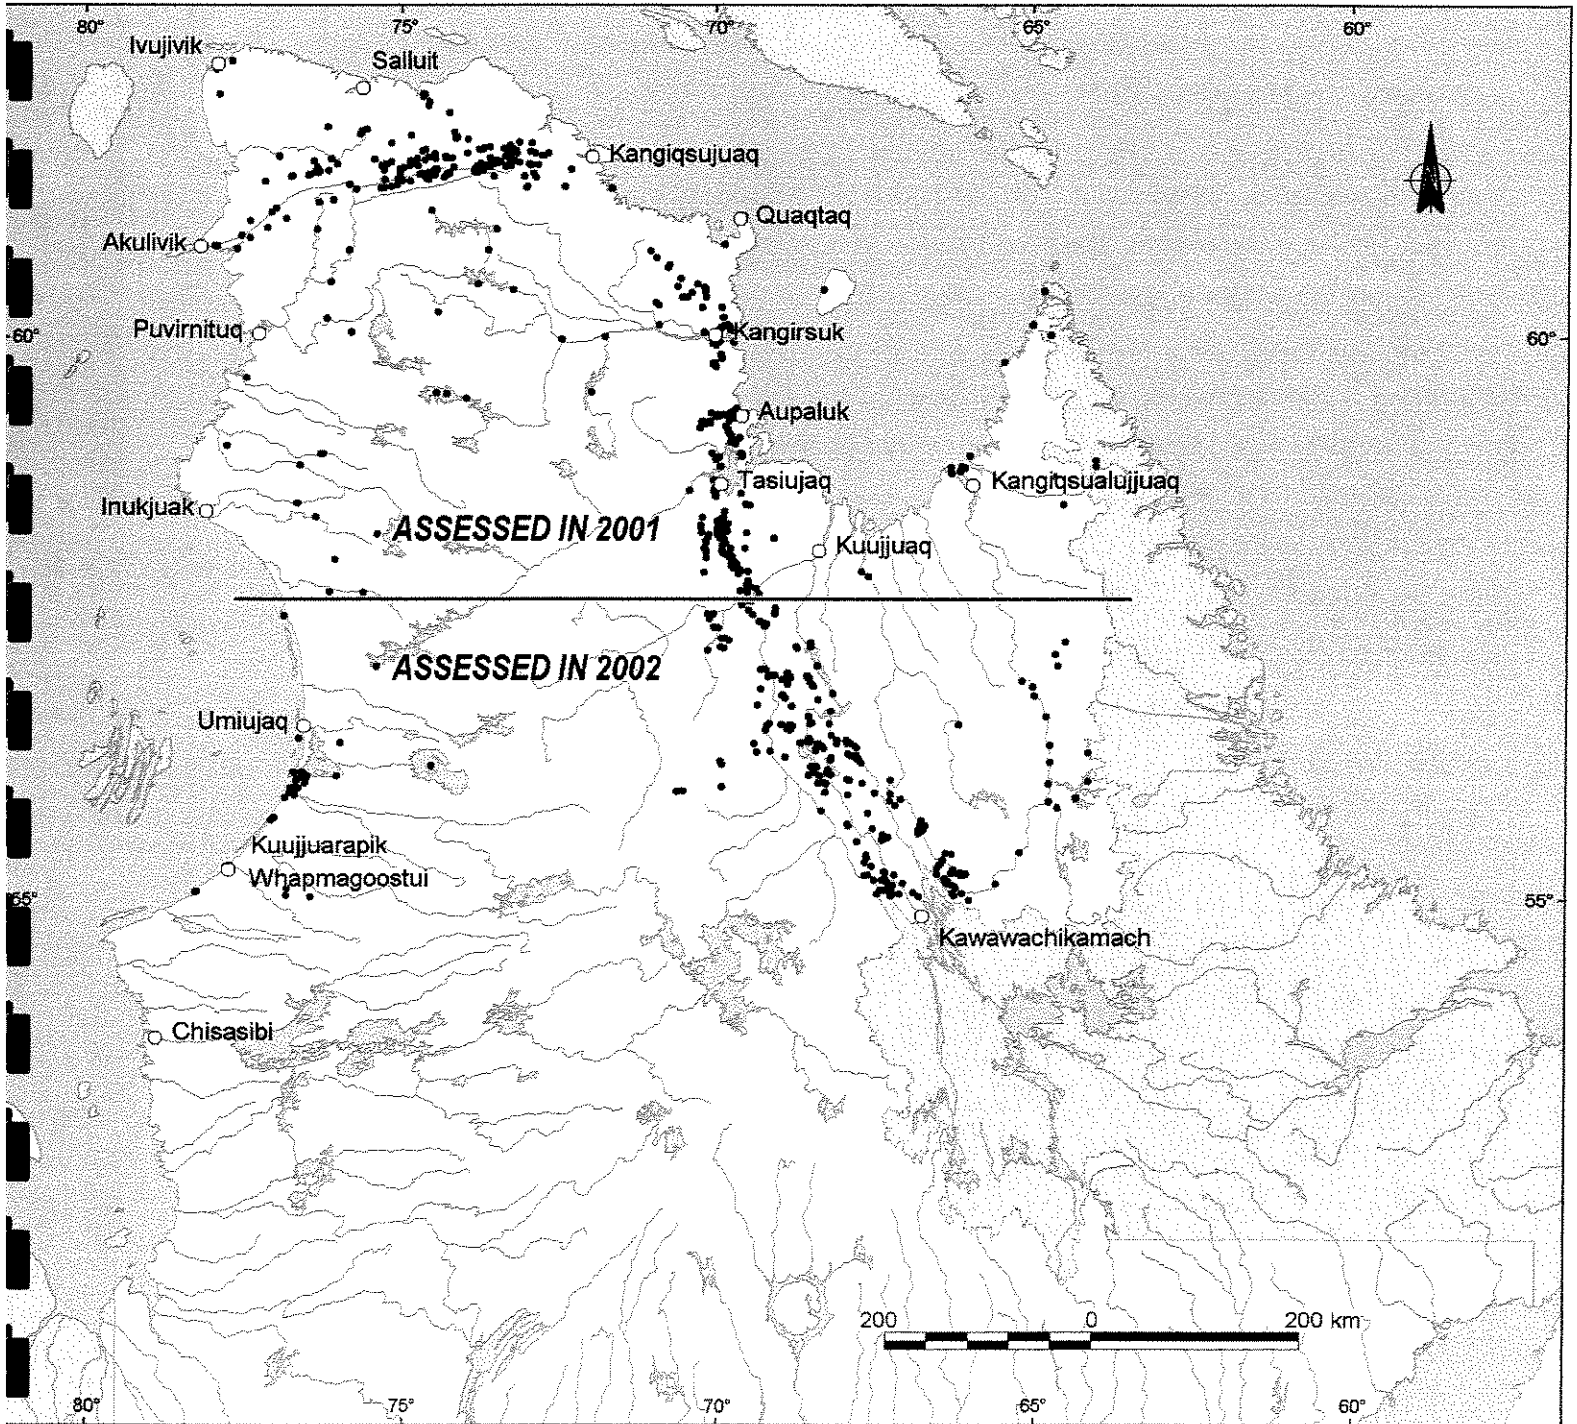 80°
75°
70°
65°
60°
Ivujivik
Salluit
Kangiqsujuaq
Quaqtaq
Akulivik
Puvirnituq
Kangirsuk
60°
60°
Aupaluk
Tasiujaq
Kangiqsualujjuaq
Inukjuak
ASSESSED IN 2001
Kuujjuaq
ASSESSED IN 2002
Umiujaq
Kuujjuarapik
Whapmagoostui
55°
55°
Kawawachikamach
Chisasibi
200 0 200 km
80°
75°
70°
65°
60°